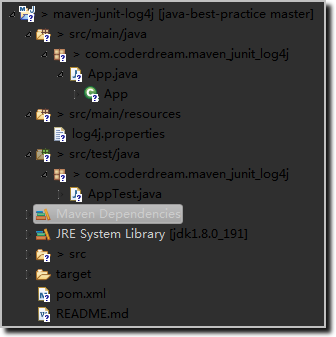 > maven-junit-log4j [java-best-practice master]
> src/main/java
> com.coderdream.maven_junit_log4j
> App.java
App
> src/main/resources
log4j.properties
> src/test/java
> com.coderdream.maven_junit_log4j
AppTest.java
Maven Dependencies
JRE System Library [jdk1.8.0_191]
> src
target
pom.xml
README.md